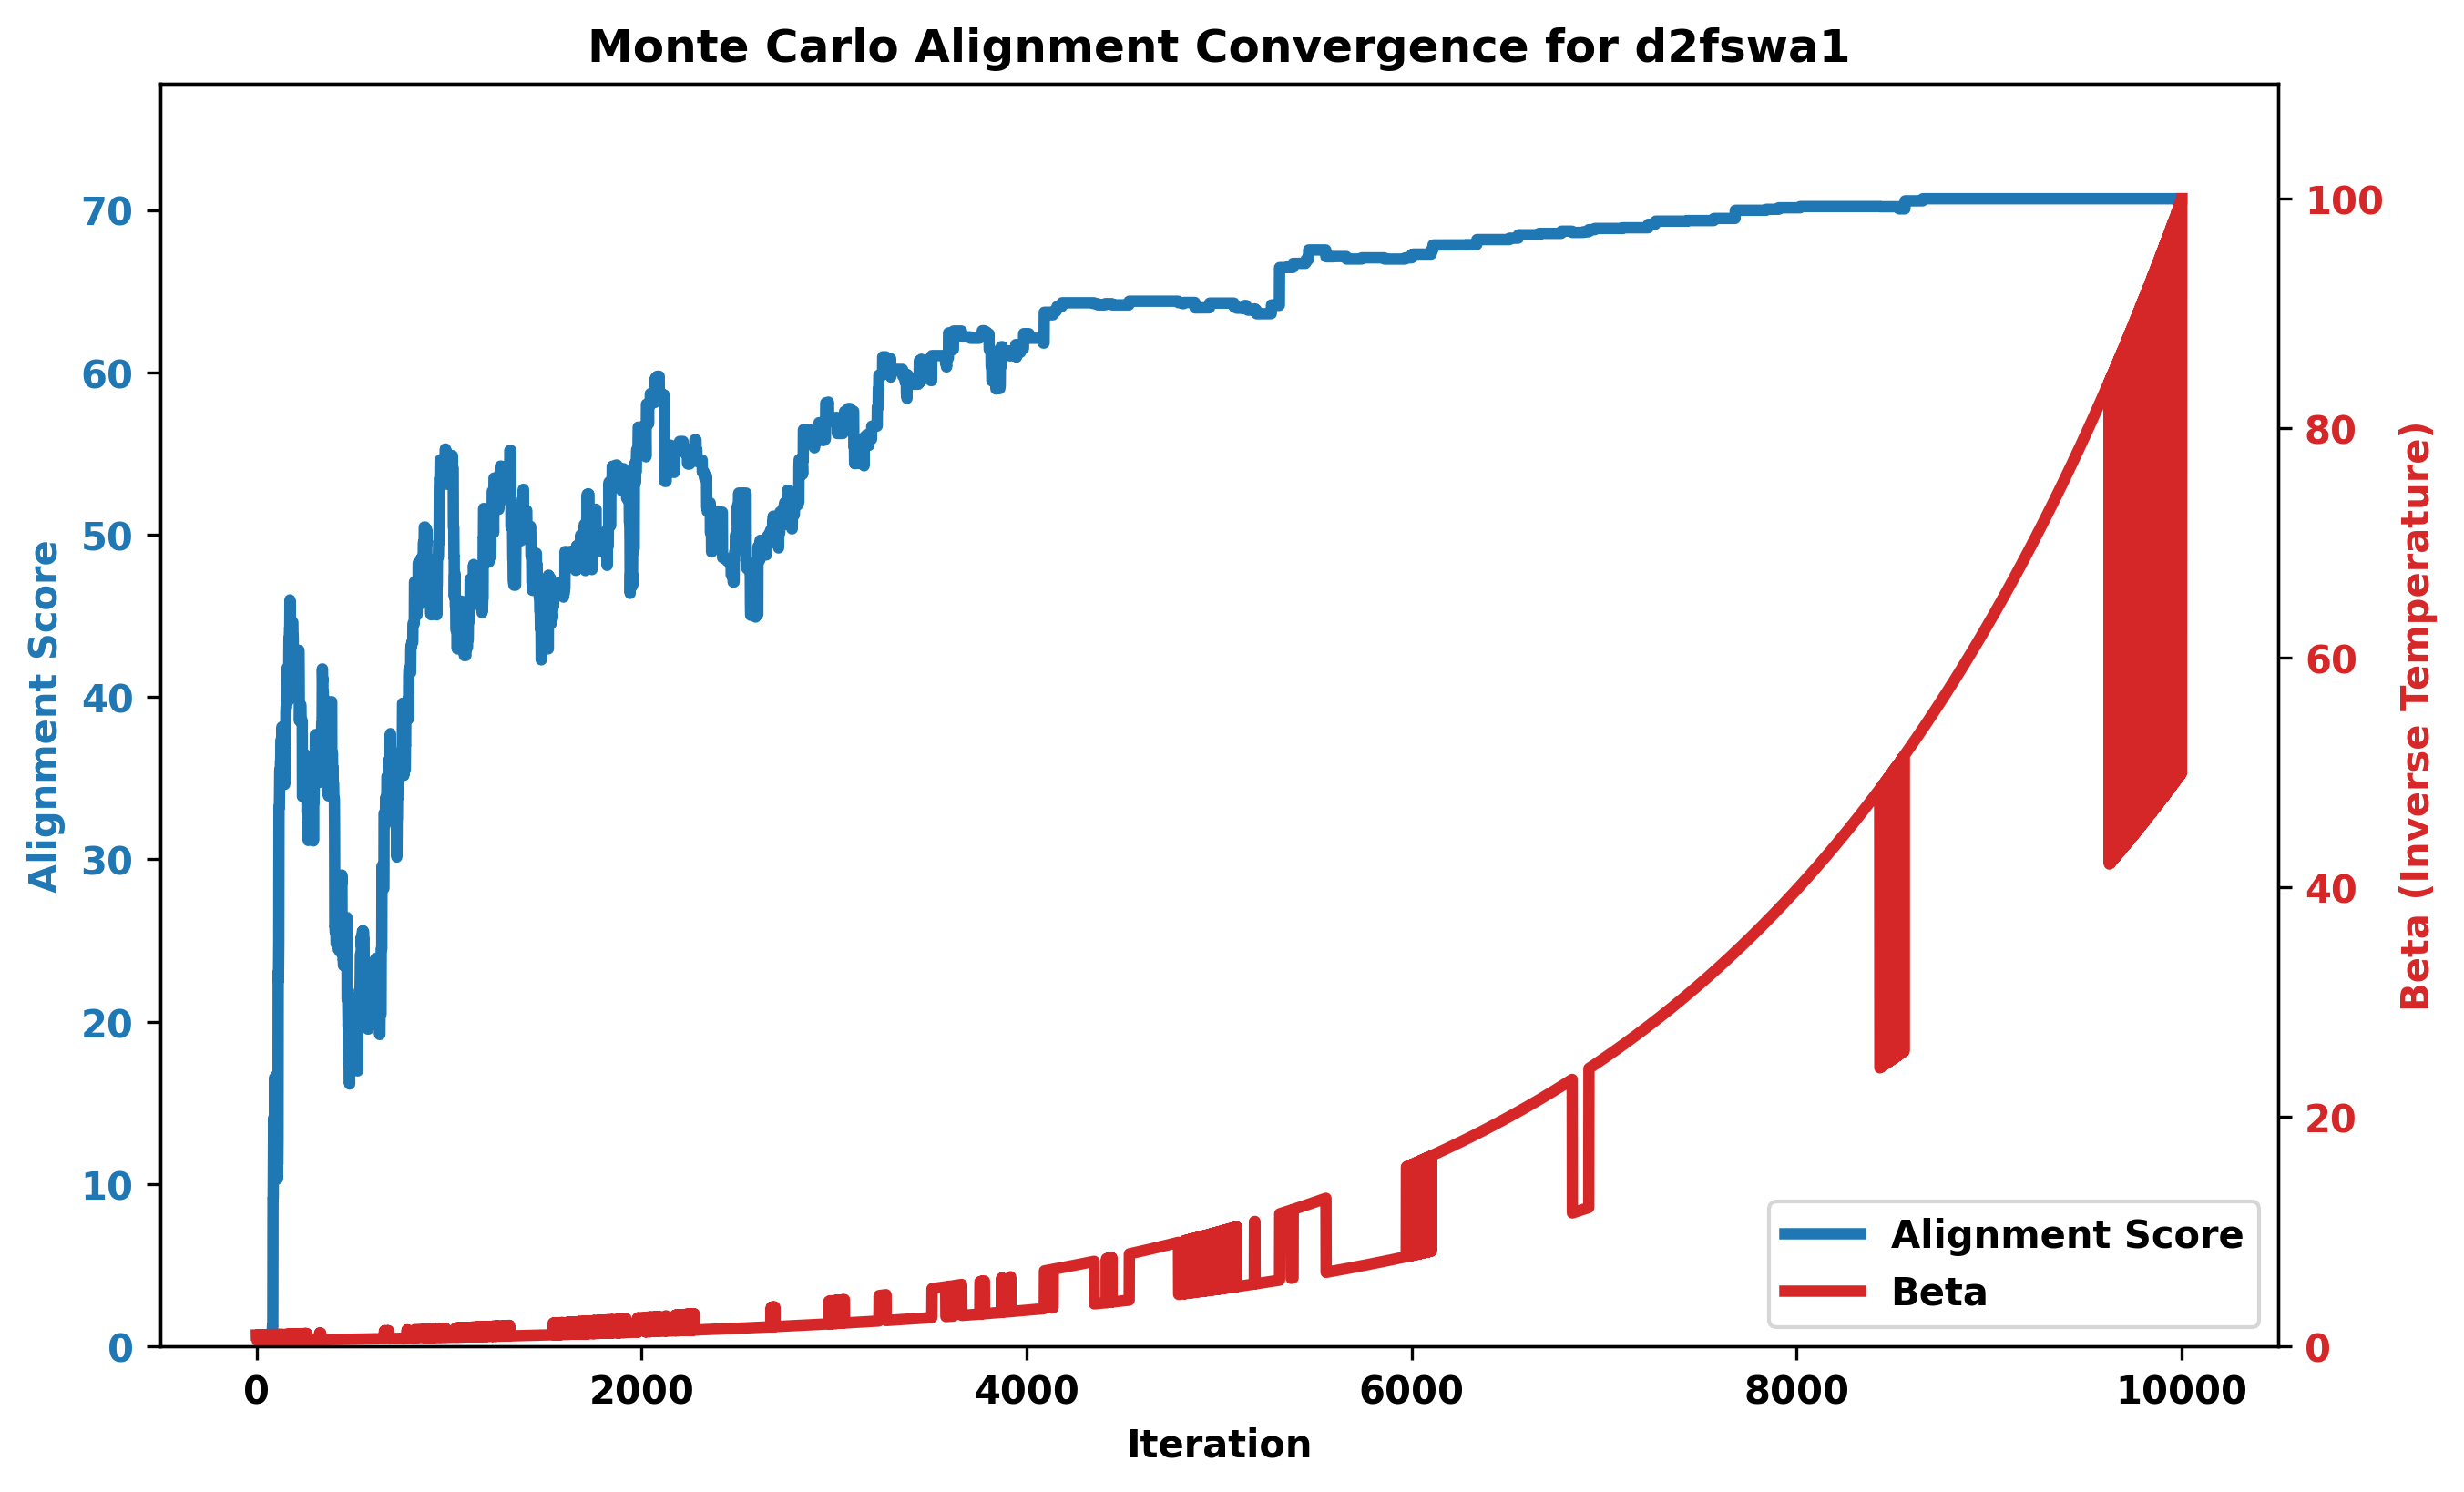 Monte Carlo Alignment Convergence for d2fswa1
Alignment Score
70
60
50
40
30
20
10
0
100
80
60
40
20
0
Beta (Inverse Temperature)
Alignment Score
Beta
0 2000 4000 6000 8000 10000
Iteration